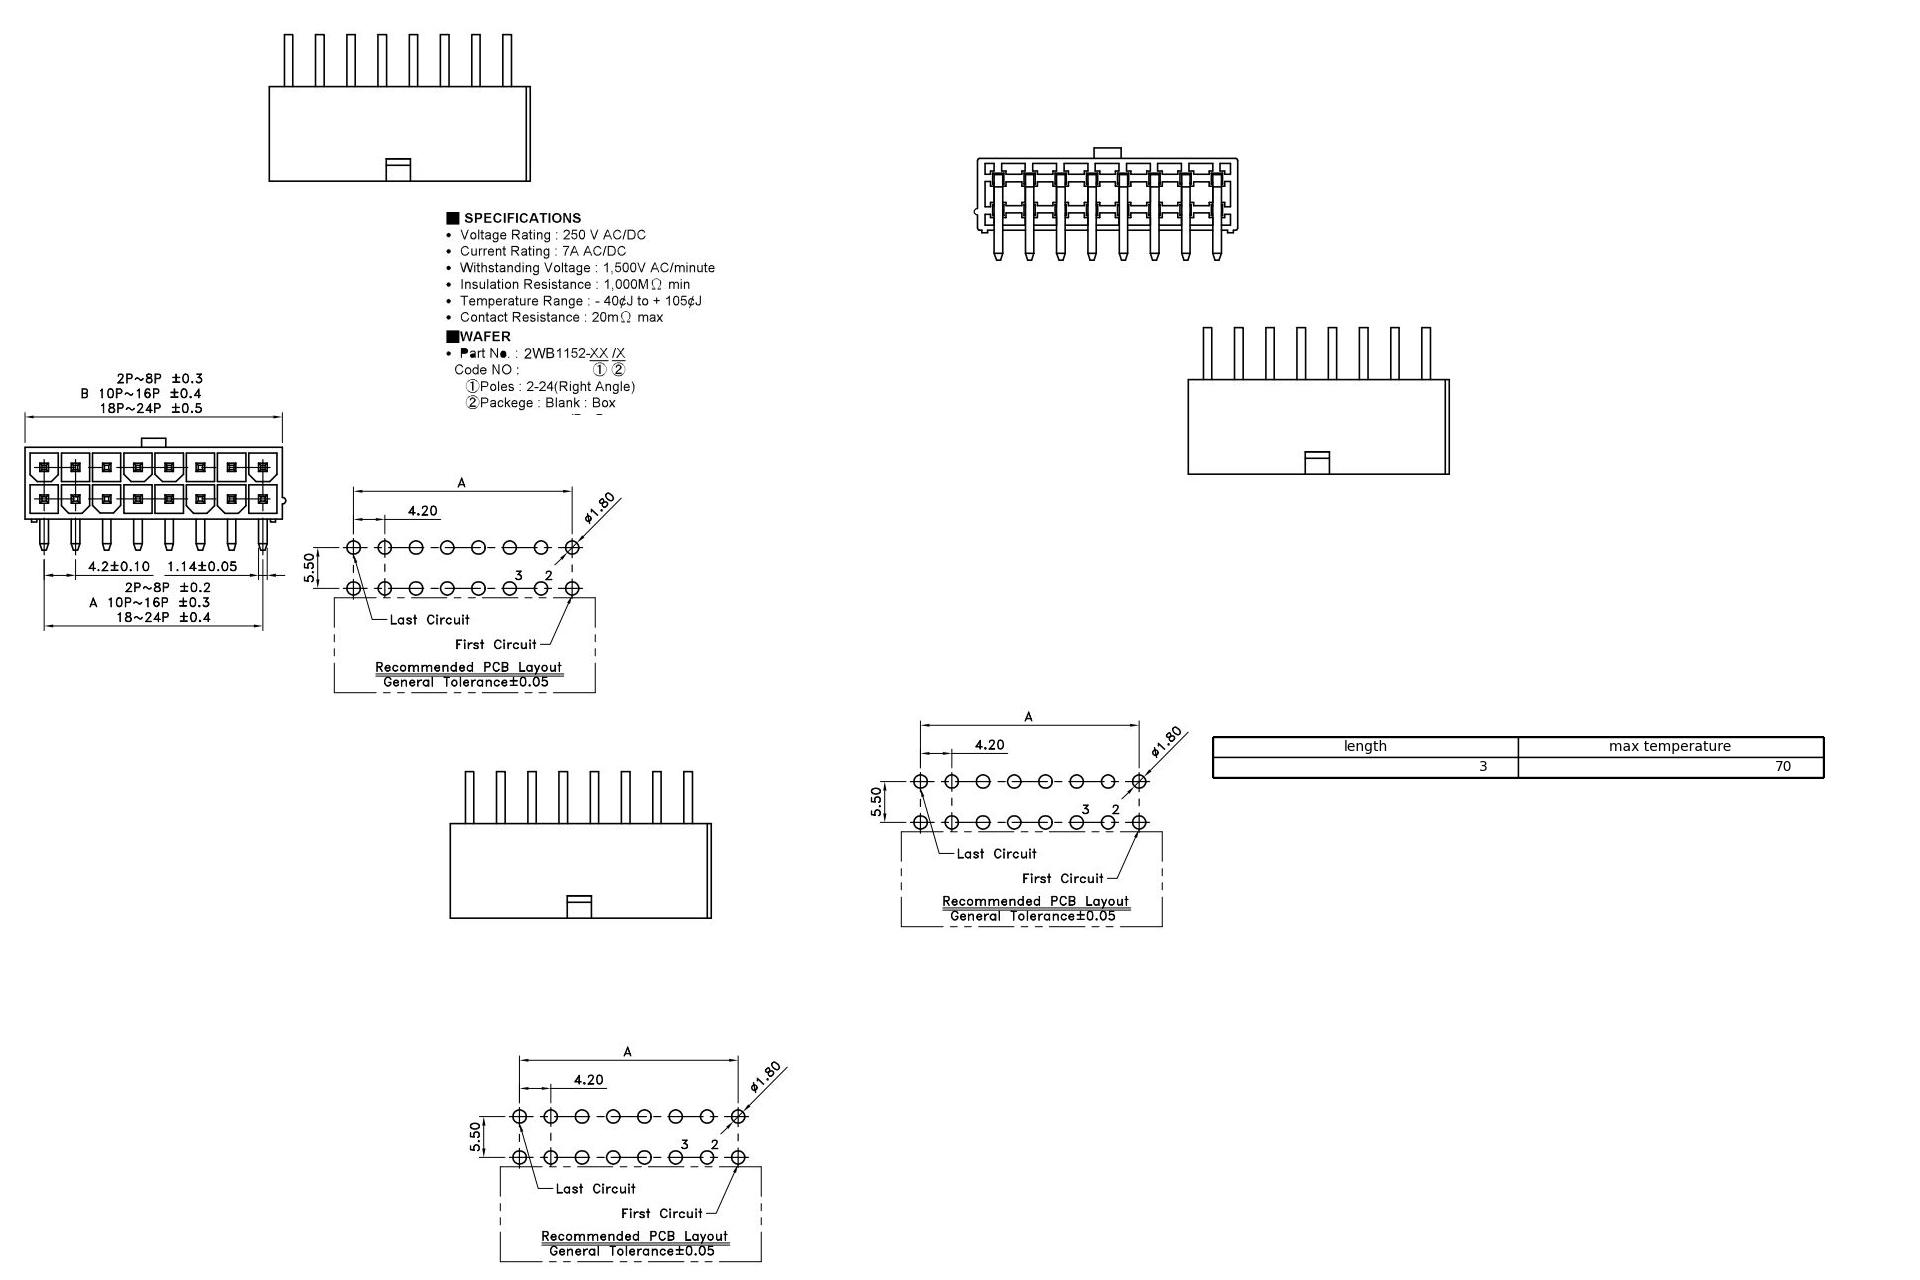 ■ SPECIFICATIONS
• Voltage Rating : 250 V AC/DC
• Current Rating : 7A AC/DC
• Withstanding Voltage : 1,500V AC/minute
• Insulation Resistance : 1,000MΩ min
• Temperature Range : - 40¢J to + 105¢J
• Contact Resistance : 20mΩ max
■WAFER
• Part No. : 2WB1152-XX /X
Code NO : ① ②
①Poles : 2-24(Right Angle)
②Packege : Blank : Box
2P~8P ±0.3
B 10P~16P ±0.4
18P~24P ±0.5
4.2±0.10 1.14±0.05
2P~8P ±0.2
A 10P~16P ±0.3
18~24P ±0.4
A
4.20
ø1.80
5.50
3 2
Last Circuit
First Circuit
Recommended PCB Layout
General Tolerance±0.05
A
4.20
ø1.80
5.50
3 2
Last Circuit
First Circuit
Recommended PCB Layout
General Tolerance±0.05
length max temperature
3 70
A
4.20
ø1.80
5.50
3 2
Last Circuit
First Circuit
Recommended PCB Layout
General Tolerance±0.05